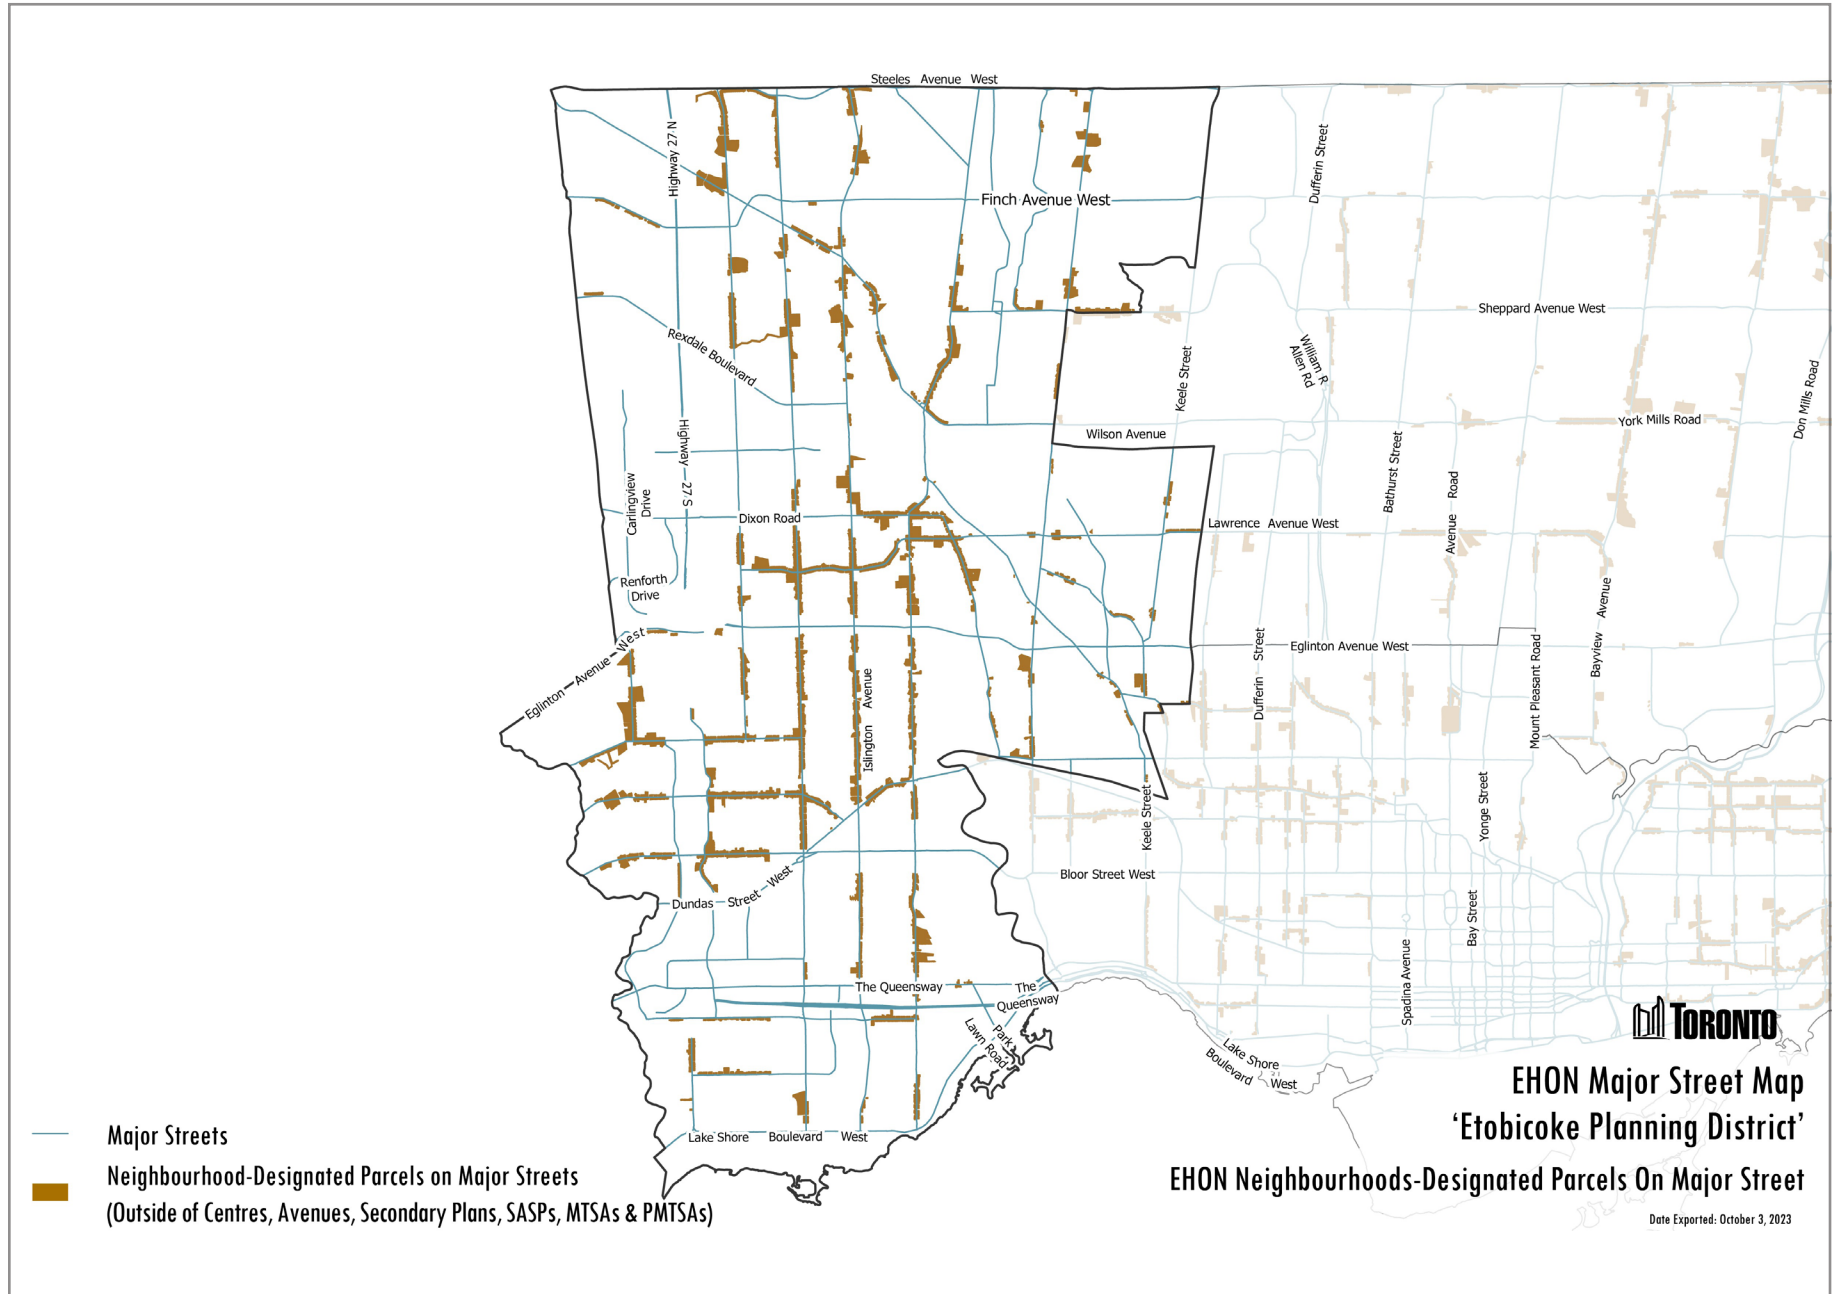 Steeles Avenue West
Highway 27 N
Dufferin Street
Finch Avenue West
Sheppard Avenue West
Rexdale Boulevard
William R
Allen Rd
Keele Street
Don Mills Road
York Mills Road
Wilson Avenue
Highway 27 S
Bathurst Street
Avenue Road
Carlingview
Drive
Dixon Road
Lawrence Avenue West
Renforth
Drive
Bayview Avenue
Eglinton Avenue West
Eglinton Avenue West
Dufferin Street
Mount Pleasant Road
Islington Avenue
Keele Street
Yonge Street
Bloor Street West
Dundas Street West
Bay Street
Spadina Avenue
The Queensway
The
Queensway
Park
Lawn Road
Lake Shore
Boulevard West
TORONTO
EHON Major Street Map
‘Etobicoke Planning District’
EHON Neighbourhoods-Designated Parcels On Major Street
Date Exported: October 3, 2023
Lake Shore Boulevard West
Major Streets
Neighbourhood-Designated Parcels on Major Streets
(Outside of Centres, Avenues, Secondary Plans, SASPs, MTSAs & PMTSAs)